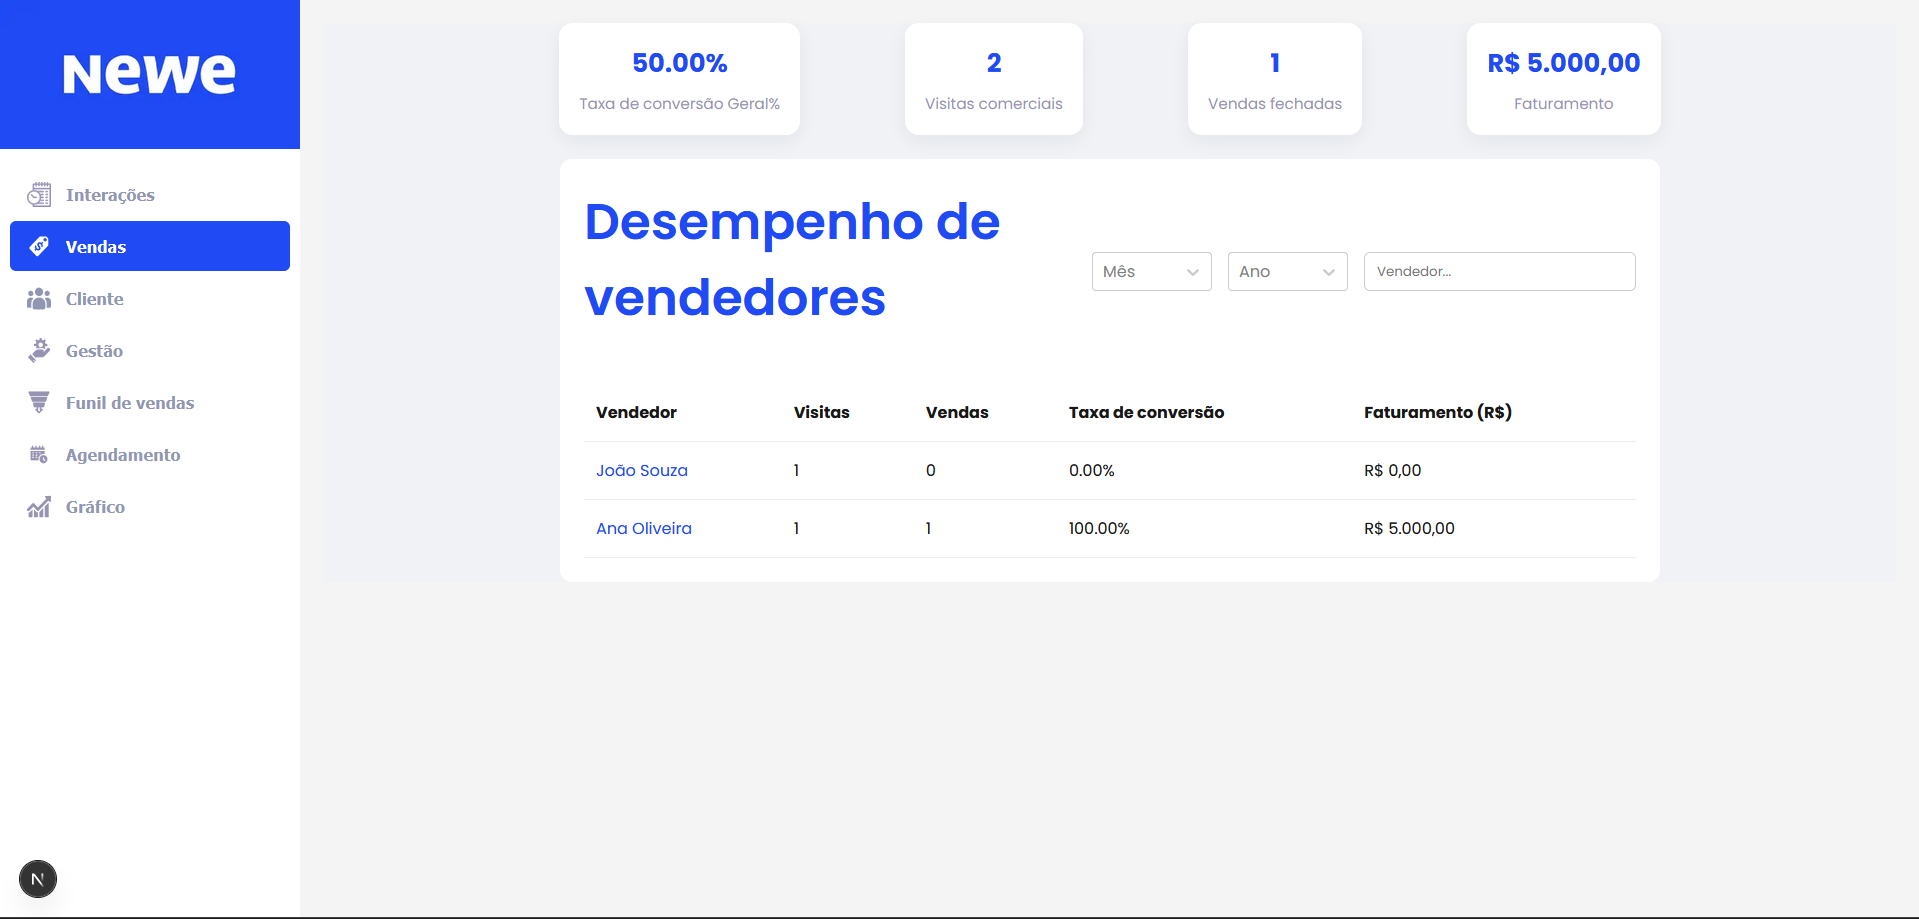 Newe
Interações
Vendas
Cliente
Gestão
Funil de vendas
Agendamento
Gráfico
N
50.00%
Taxa de conversão Geral%
2
Visitas comerciais
1
Vendas fechadas
R$ 5.000,00
Faturamento
Desempenho de
vendedores
Mês
Ano
Vendedor...
Vendedor Visitas Vendas Taxa de conversão Faturamento (R$)
João Souza 1 0 0.00% R$ 0,00
Ana Oliveira 1 1 100.00% R$ 5.000,00